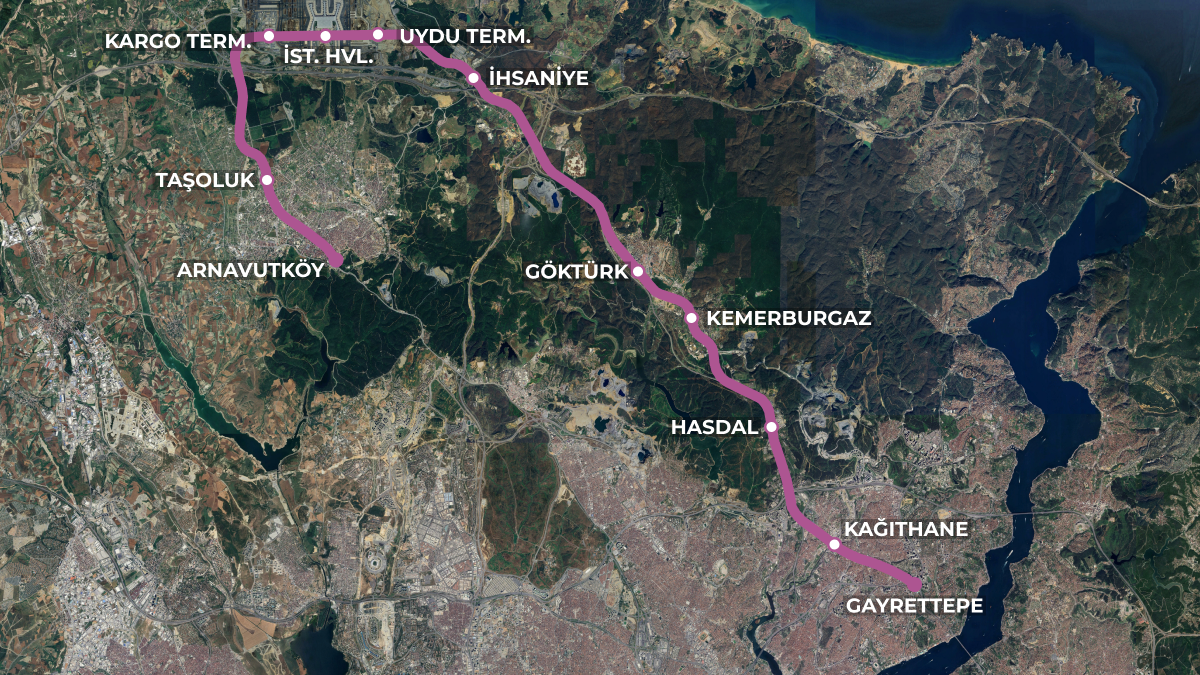 KARGO TERM.
İST. HVL.
UYDU TERM.
İHSANİYE
TAŞOLUK
ARNAVUTKÖY
GÖKTÜRK
KEMERBURGAZ
HASDAL
KAĞITHANE
GAYRETTEPE